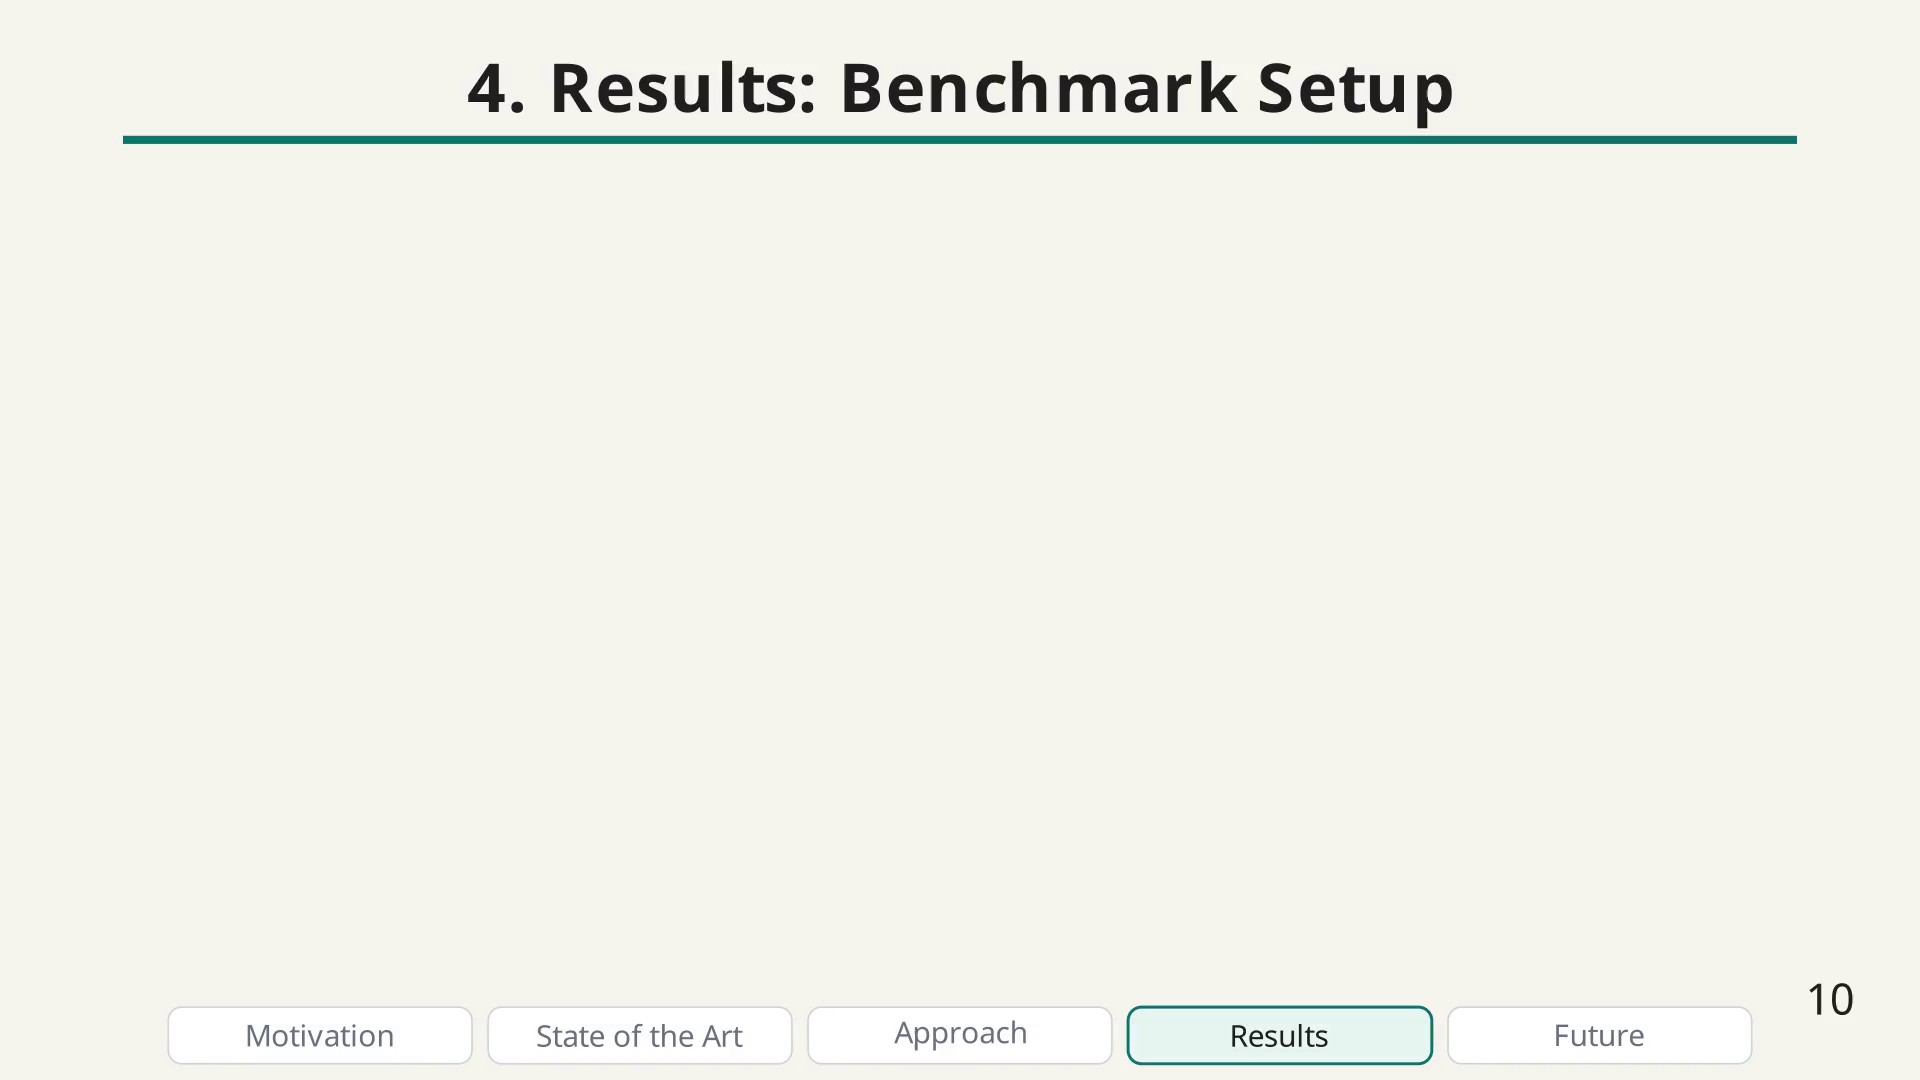 4. Results: Benchmark Setup
10
Motivation
State of the Art
Approach
Results
Future